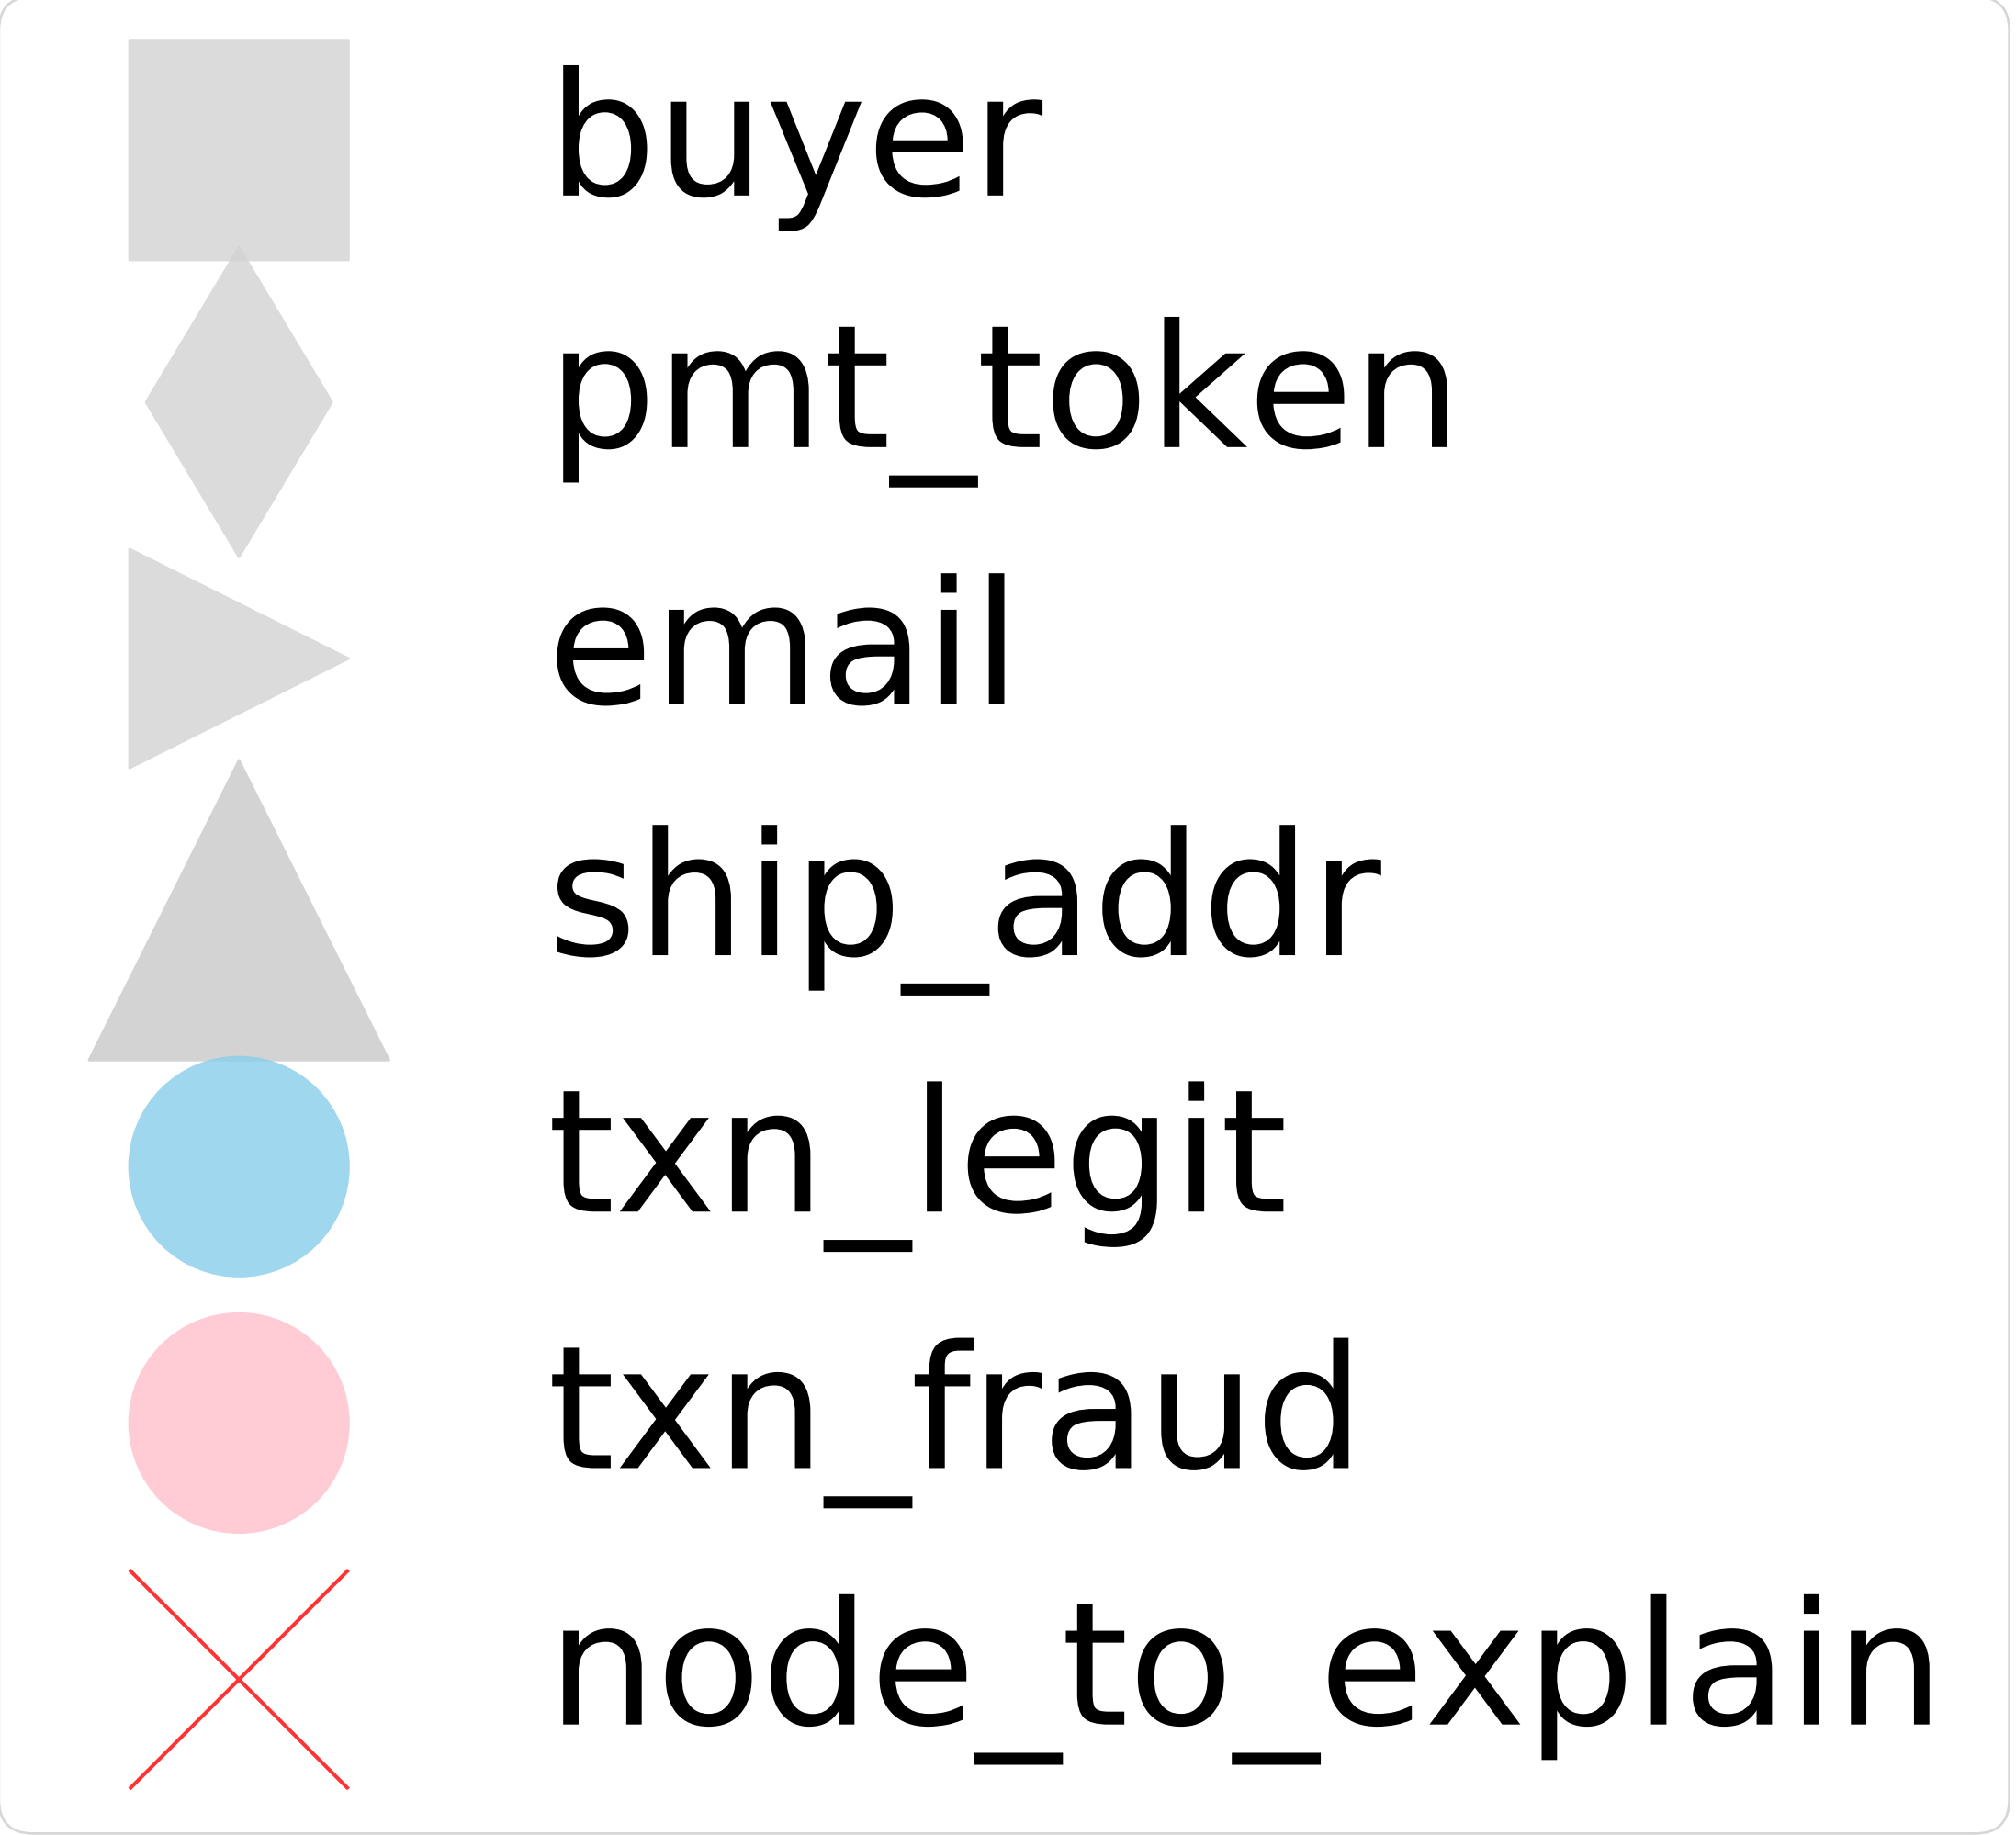 buyer
pmt_token
email
ship_addr
txn_legit
txn_fraud
node_to_explain